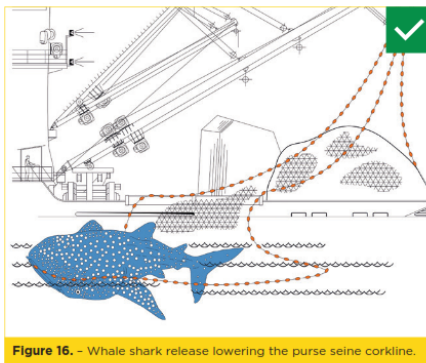 Figure 16. – Whale shark release lowering the purse seine corkline.